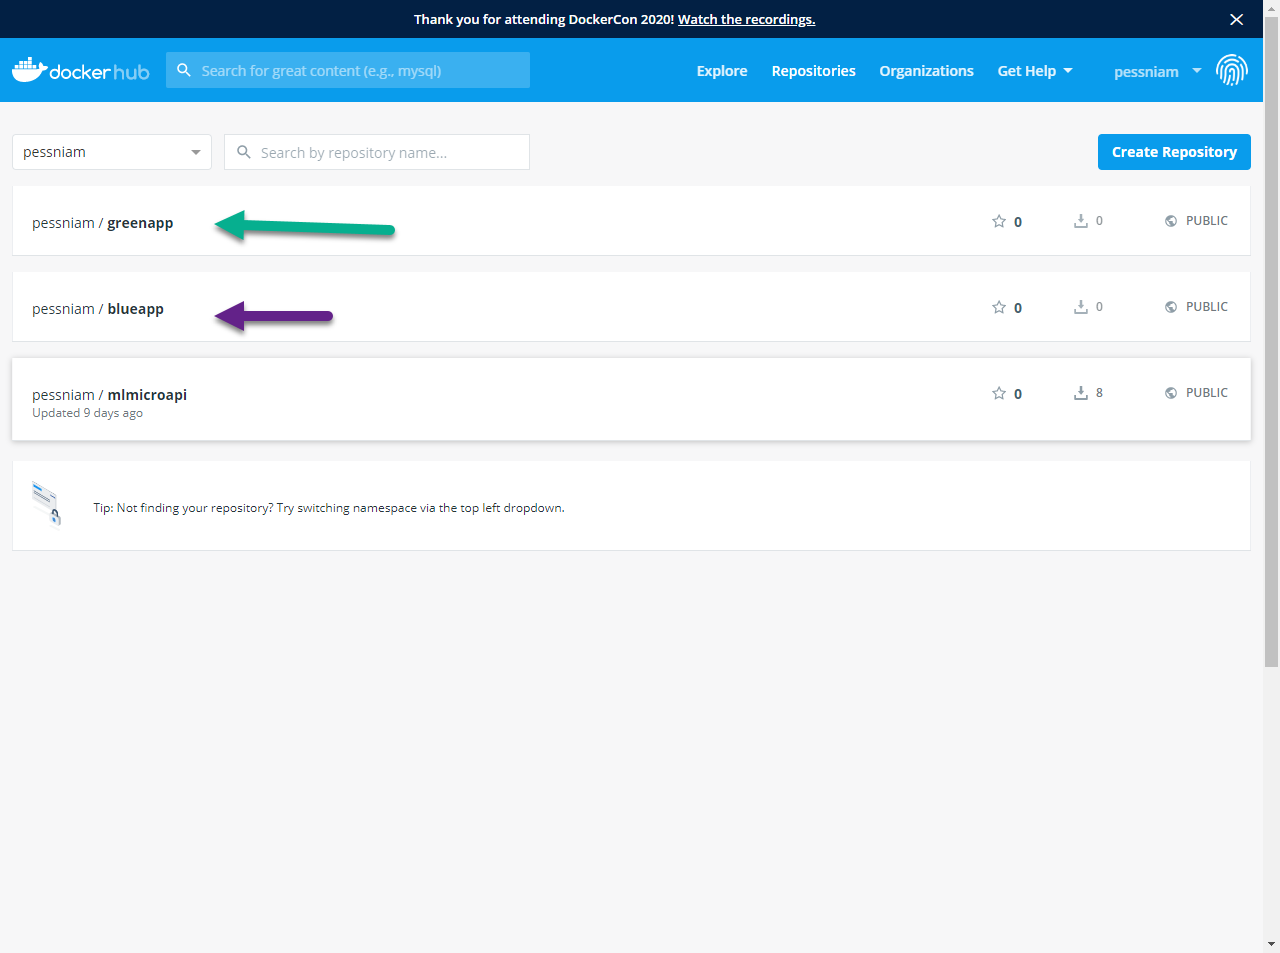 Thank you for attending DockerCon 2020! Watch the recordings.
docker hub
Search for great content (e.g., mysql)
Explore
Repositories
Organizations
Get Help
pessniam
pessniam
Search by repository name...
Create Repository
pessniam / greenapp
0
0
PUBLIC
pessniam / blueapp
0
0
PUBLIC
pessniam / mlmicroapi
Updated 9 days ago
0
8
PUBLIC
Tip: Not finding your repository? Try switching namespace via the top left dropdown.